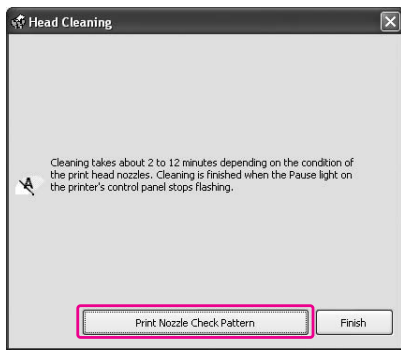 Head Cleaning
Cleaning takes about 2 to 12 minutes depending on the condition of
the print head nozzles. Cleaning is finished when the Pause light on
the printer's control panel stops flashing.
Print Nozzle Check Pattern
Finish